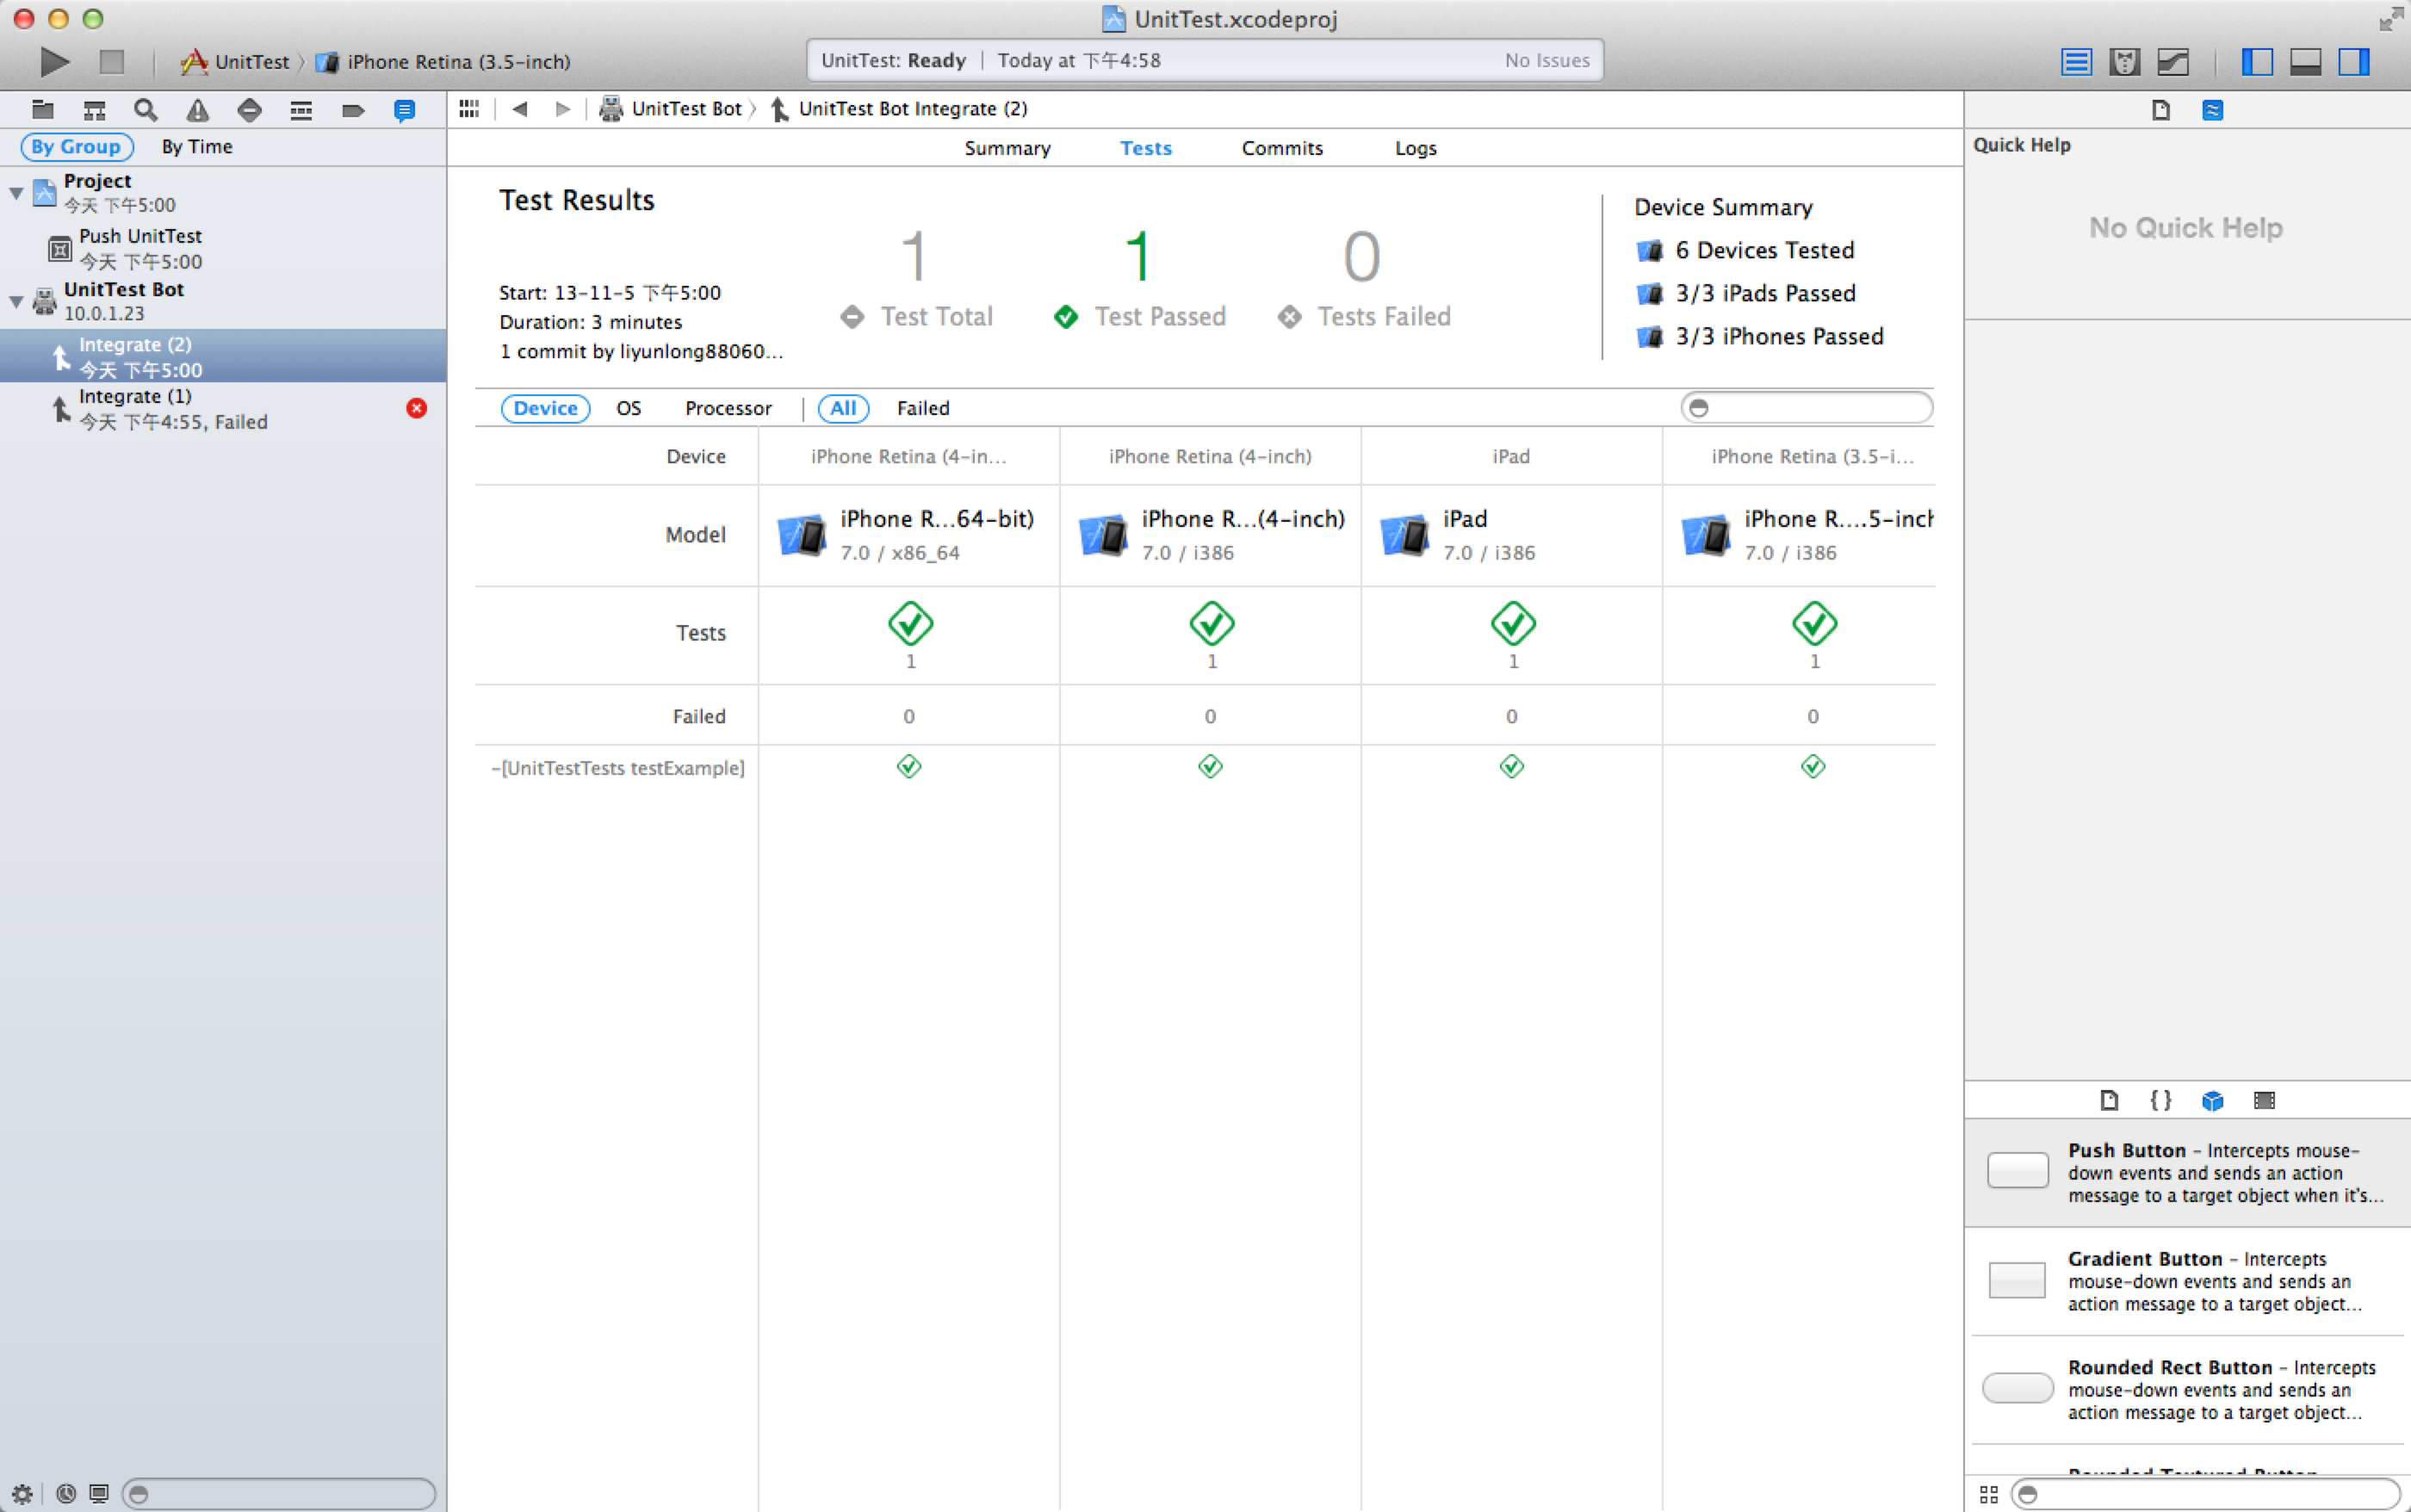 UnitTest.xcodeproj
UnitTest 〉 iPhone Retina (3.5-inch)
UnitTest: Ready | Today at 下午4:58
No Issues
By Group By Time
Project
今天 下午5:00
Push UnitTest
今天 下午5:00
UnitTest Bot
10.0.1.23
Integrate (2)
今天 下午5:00
Integrate (1)
今天 下午4:55, Failed
UnitTest Bot 〉 UnitTest Bot Integrate (2)
Summary Tests Commits Logs
Test Results
Start: 13-11-5 下午5:00
Duration: 3 minutes
1 commit by liyunlong88060...
1 1 0
Test Total Test Passed Tests Failed
Device Summary
6 Devices Tested
3/3 iPads Passed
3/3 iPhones Passed
Device OS Processor | All Failed
Device iPhone Retina (4-in... iPhone Retina (4-inch) iPad iPhone Retina (3.5-i...
Model iPhone R...64-bit) iPhone R...(4-inch) iPad iPhone R....5-inch
7.0 / x86_64 7.0 / i386 7.0 / i386 7.0 / i386
Tests 1 1 1 1
Failed 0 0 0 0
-[UnitTestTests testExample]
Quick Help
No Quick Help
{ }
Push Button - Intercepts mouse-
down events and sends an action
message to a target object when it's...
Gradient Button - Intercepts
mouse-down events and sends an
action message to a target object...
Rounded Rect Button - Intercepts
mouse-down events and sends an
action message to a target object...
Rounded Textured Button